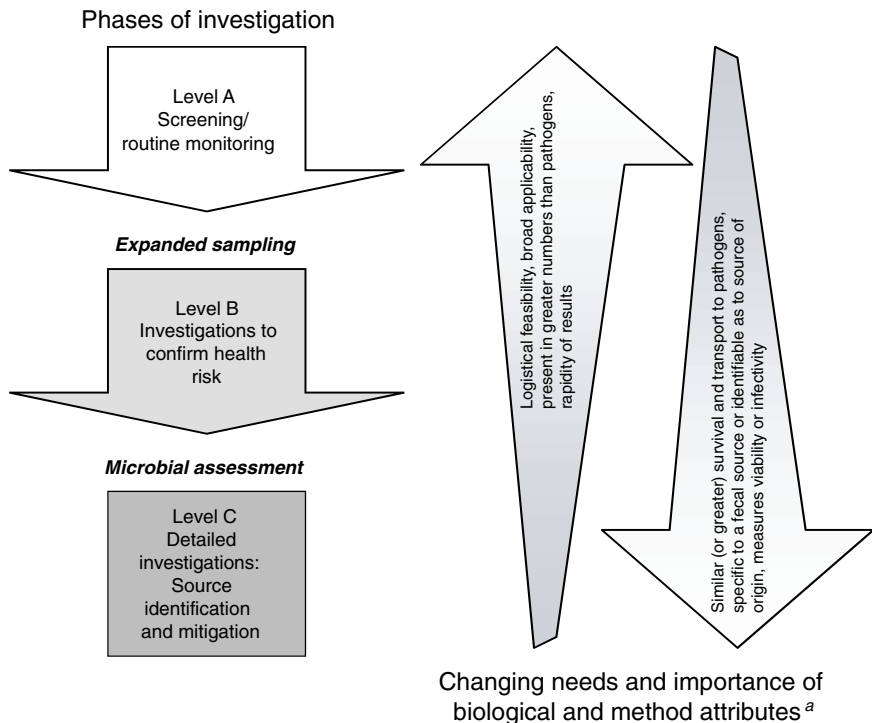 Phases of investigation
Level A
Screening/
routine monitoring
Expanded sampling
Level B
Investigations to
confirm health
risk
Microbial assessment
Level C
Detailed
investigations:
Source
identification
and mitigation
Logistical feasibility, broad applicability,
present in greater numbers than pathogens,
rapidity of results
Similar (or greater) survival and transport to pathogens,
specific to a fecal source or identifiable as to source of
origin, measures viability or infectivity
Changing needs and importance of
biological and method attributes a